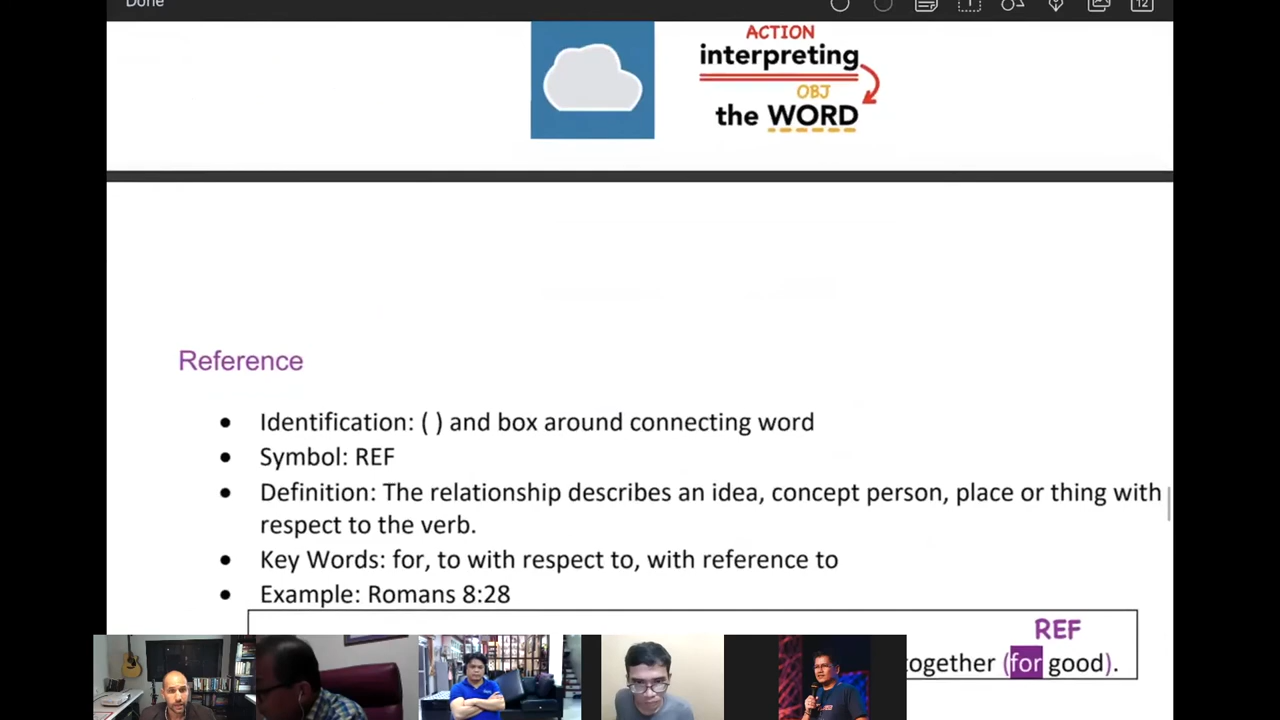 Done
12
ACTION
interpreting
OBJ
the WORD
Reference
• Identification: ( ) and box around connecting word
• Symbol: REF
• Definition: The relationship describes an idea, concept person, place or thing with
respect to the verb.
• Key Words: for, to with respect to, with reference to
• Example: Romans 8:28
REF
together (for good).